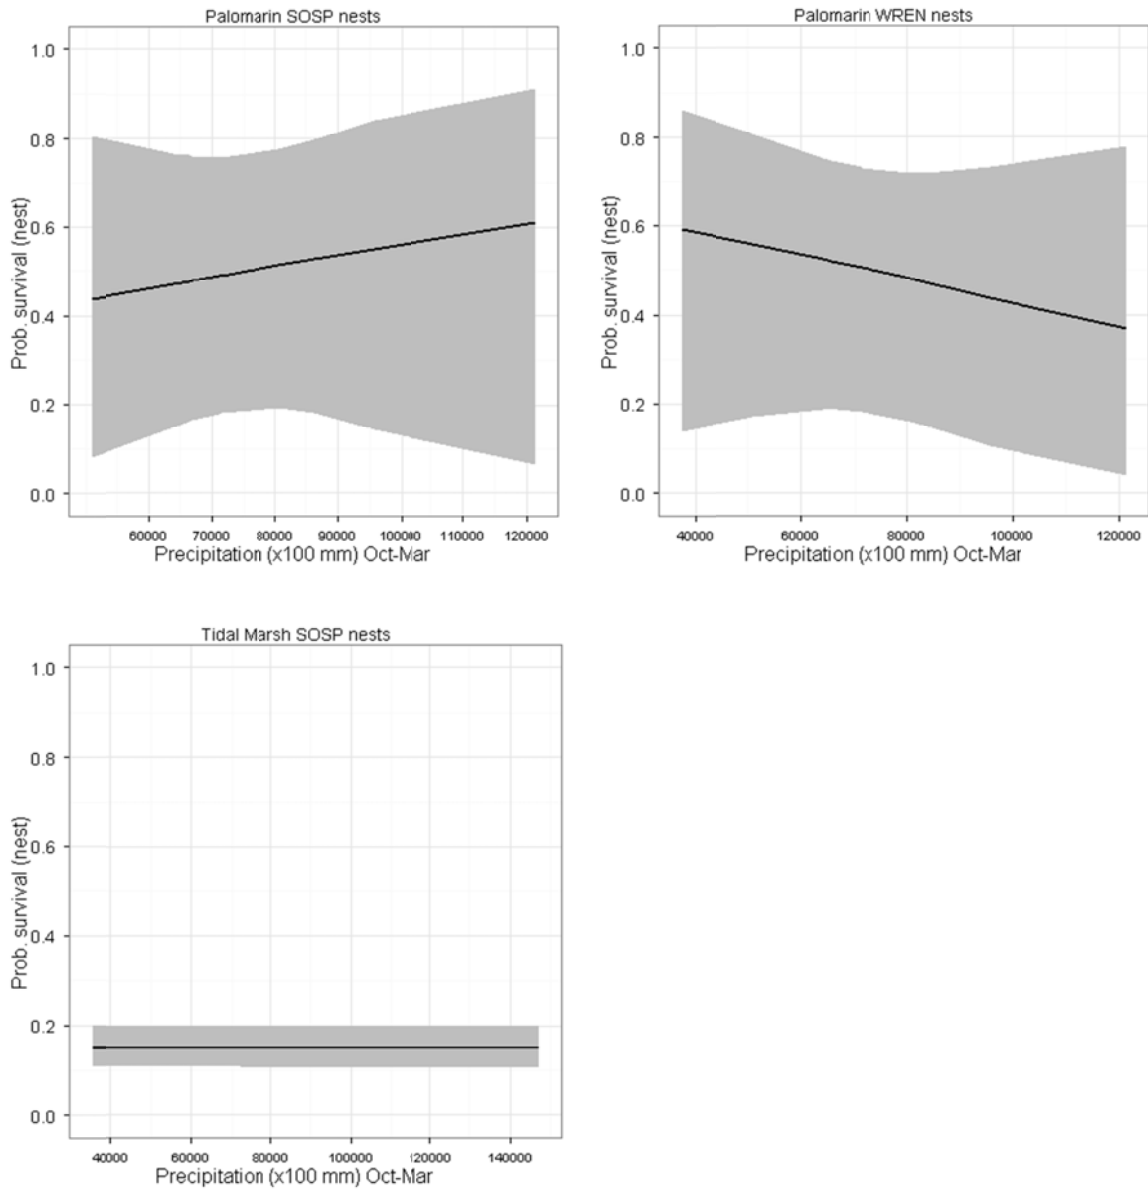 Palomarin SOSP nests
Prob. survival (nest)
1.0
0.8
0.6
0.4
0.2
0.0
60000 70000 80000 90000 100000 110000 120000
Precipitation (x100 mm) Oct-Mar
Palomarin WREN nests
Prob. survival (nest)
1.0
0.8
0.6
0.4
0.2
0.0
40000 60000 80000 100000 120000
Precipitation (x100 mm) Oct-Mar
Tidal Marsh SOSP nests
Prob. survival (nest)
1.0
0.8
0.6
0.4
0.2
0.0
40000 60000 80000 100000 120000 140000
Precipitation (x100 mm) Oct-Mar